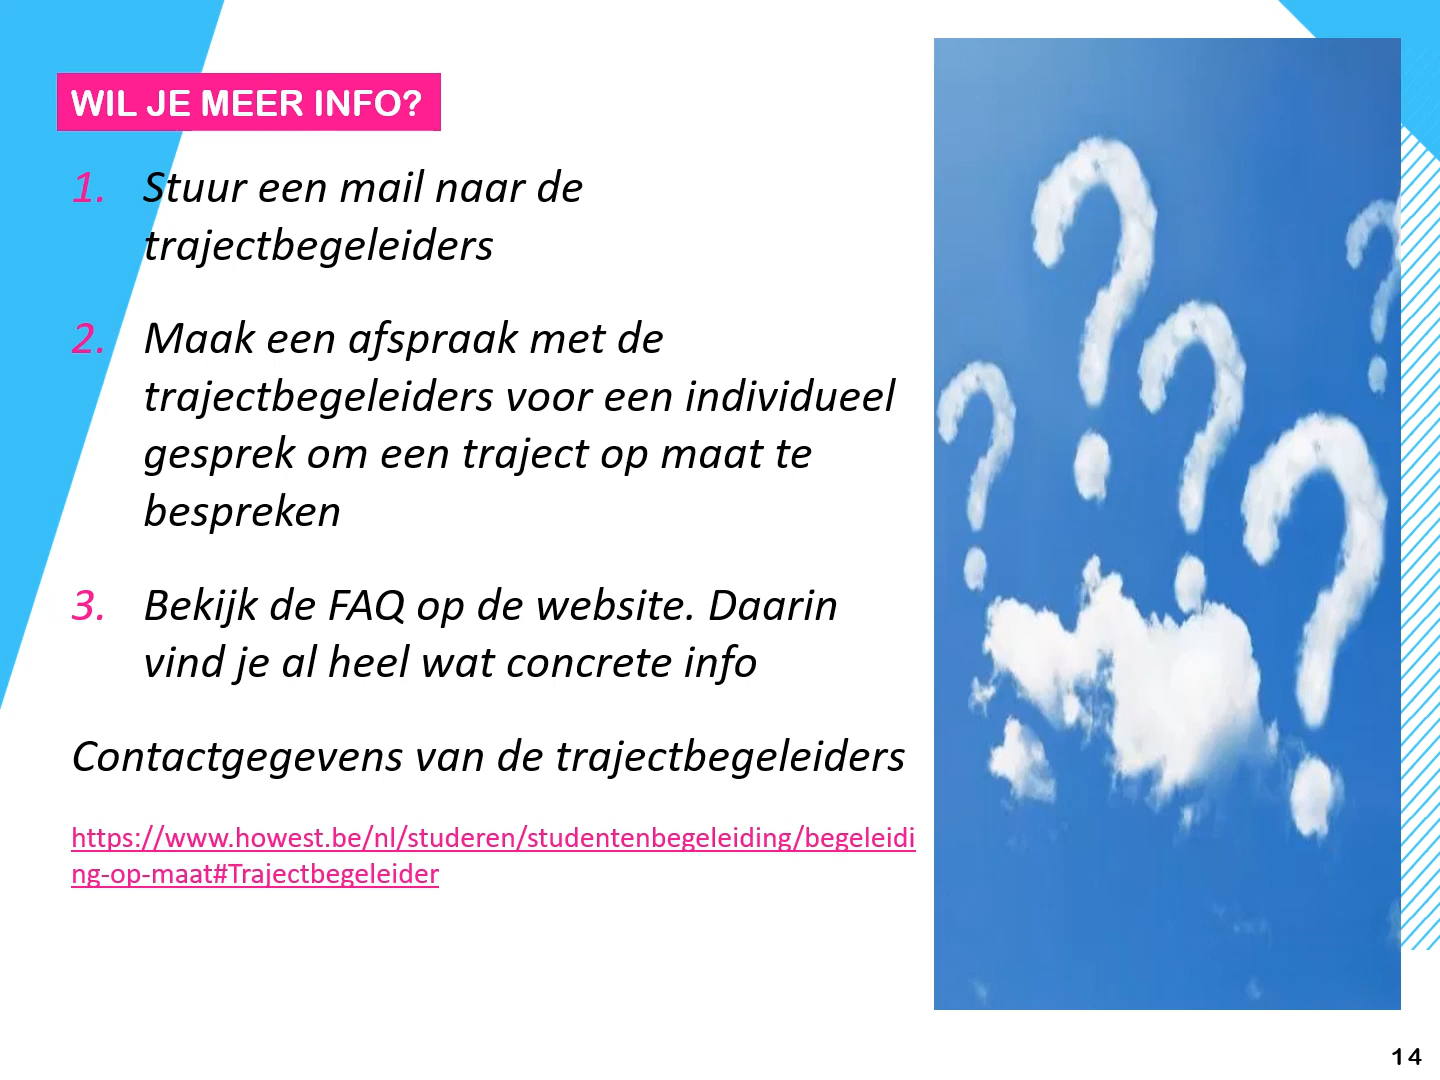 WIL JE MEER INFO?
1. Stuur een mail naar de
trajectbegeleiders
2. Maak een afspraak met de
trajectbegeleiders voor een individueel
gesprek om een traject op maat te
bespreken
3. Bekijk de FAQ op de website. Daarin
vind je al heel wat concrete info
Contactgegevens van de trajectbegeleiders
https://www.howest.be/nl/studeren/studentenbegeleiding/begeleidi
ng-op-maat#Trajectbegeleider
14